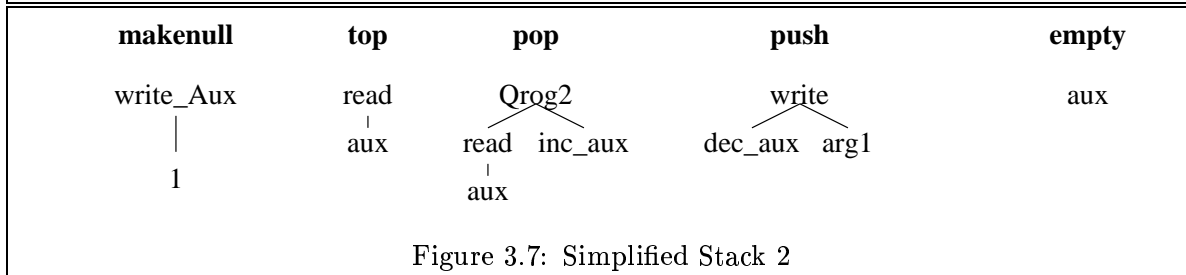 makenull top pop push empty
write_Aux read Qrog2 write aux
aux read inc_aux dec_aux arg1
1 aux
Figure 3.7: Simplified Stack 2